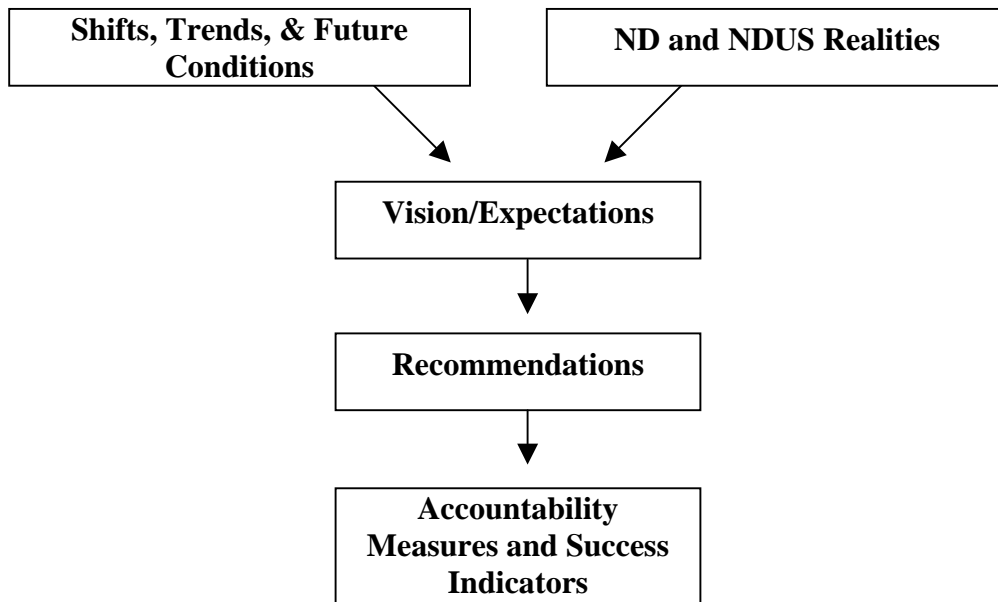 Shifts, Trends, & Future
Conditions
ND and NDUS Realities
Vision/Expectations
Recommendations
Accountability
Measures and Success
Indicators